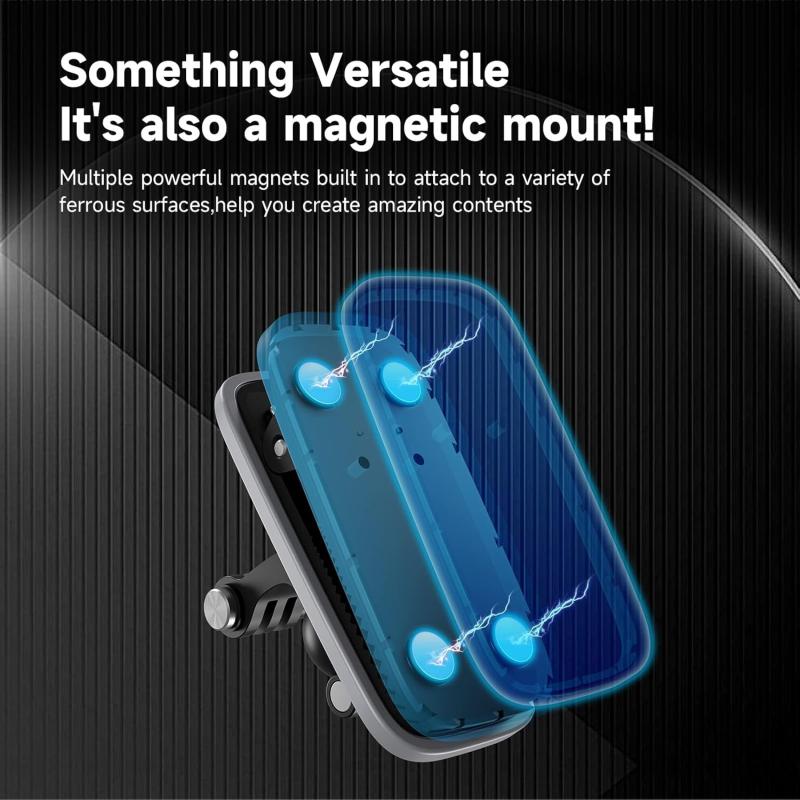 Something Versatile
It's also a magnetic mount!
Multiple powerful magnets built in to attach to a variety of
ferrous surfaces,help you create amazing contents